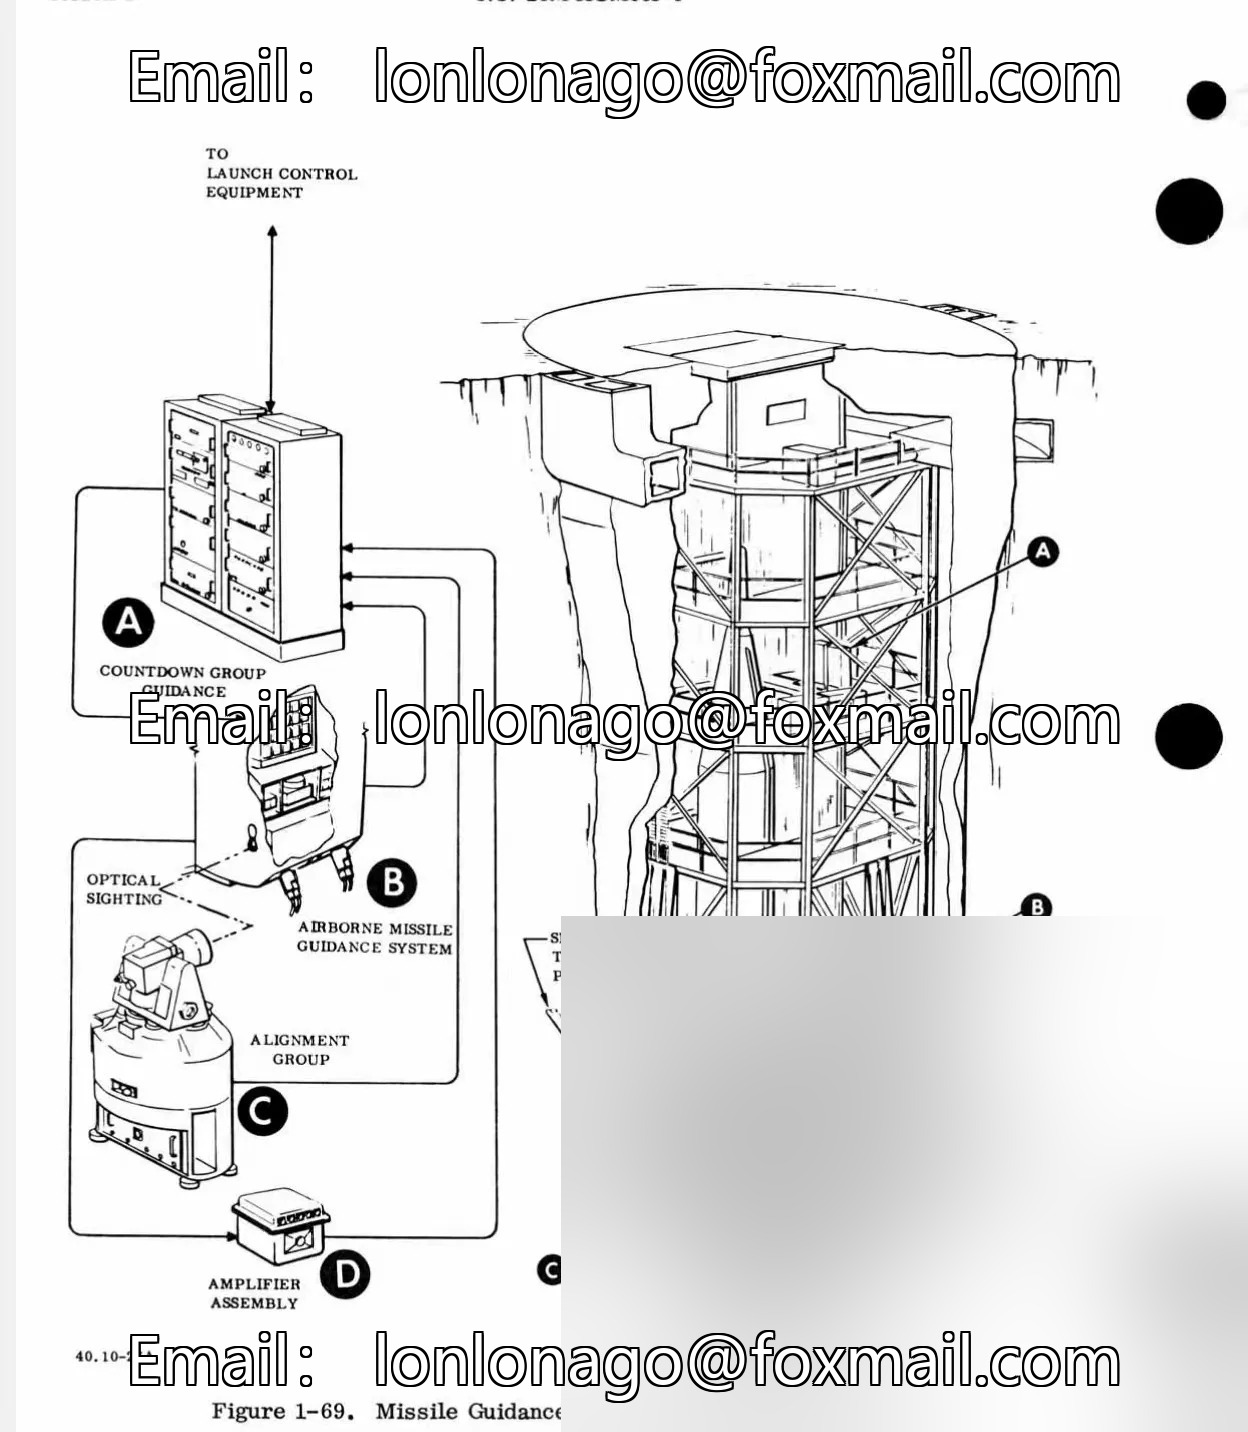 Email: lonlonago@foxmail.com
TO
LAUNCH CONTROL
EQUIPMENT
A
A
COUNTDOWN GROUP
GUIDANCE
Email: lonlonago@foxmail.com
OPTICAL
SIGHTING
B
B
AIRBORNE MISSILE
GUIDANCE SYSTEM
ALIGNMENT
GROUP
C
D
C
AMPLIFIER
ASSEMBLY
Email: lonlonago@foxmail.com
Figure 1-69. Missile Guidance